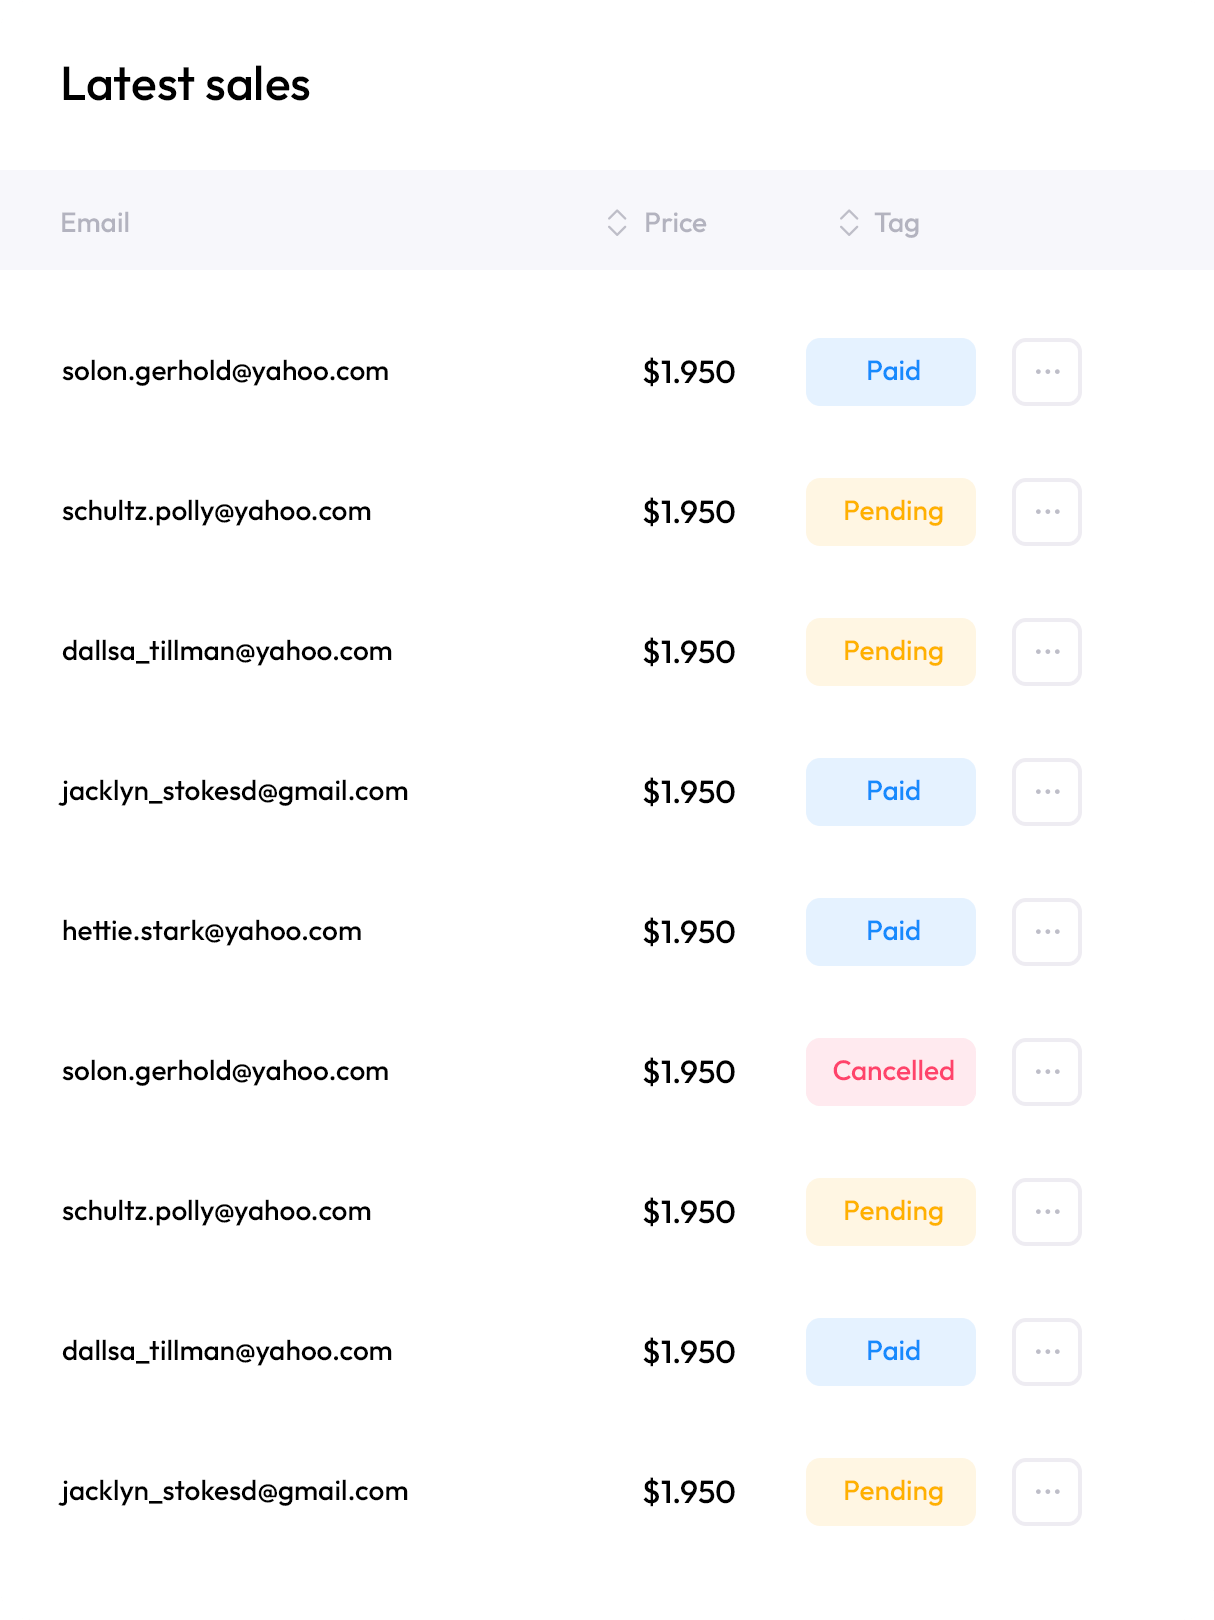 Latest sales
Email Price Tag
solon.gerhold@yahoo.com $1.950 Paid
schultz.polly@yahoo.com $1.950 Pending
dallsa_tillman@yahoo.com $1.950 Pending
jacklyn_stokesd@gmail.com $1.950 Paid
hettie.stark@yahoo.com $1.950 Paid
solon.gerhold@yahoo.com $1.950 Cancelled
schultz.polly@yahoo.com $1.950 Pending
dallsa_tillman@yahoo.com $1.950 Paid
jacklyn_stokesd@gmail.com $1.950 Pending